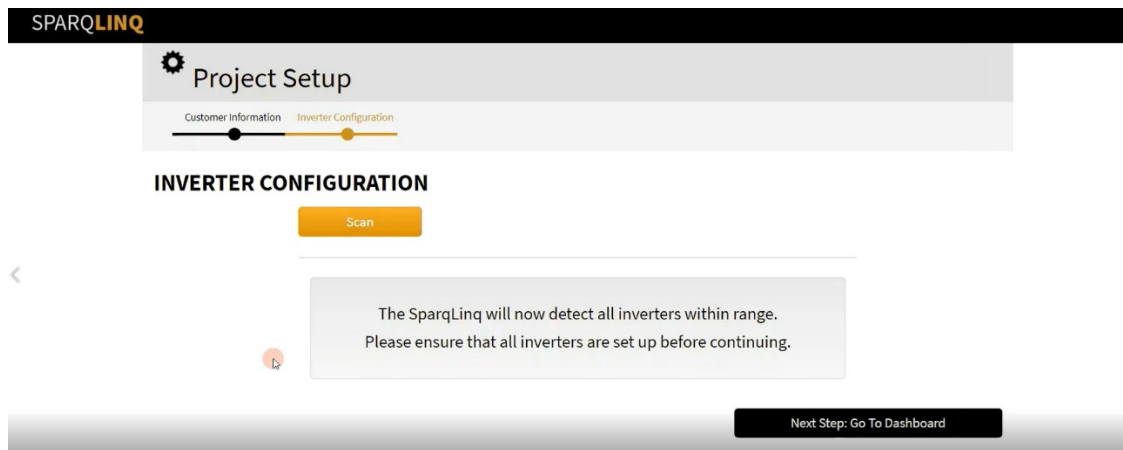 SPARQLINQ
Project Setup
Customer Information
Inverter Configuration
INVERTER CONFIGURATION
Scan
The SparqLinq will now detect all inverters within range.
Please ensure that all inverters are set up before continuing.
Next Step: Go To Dashboard